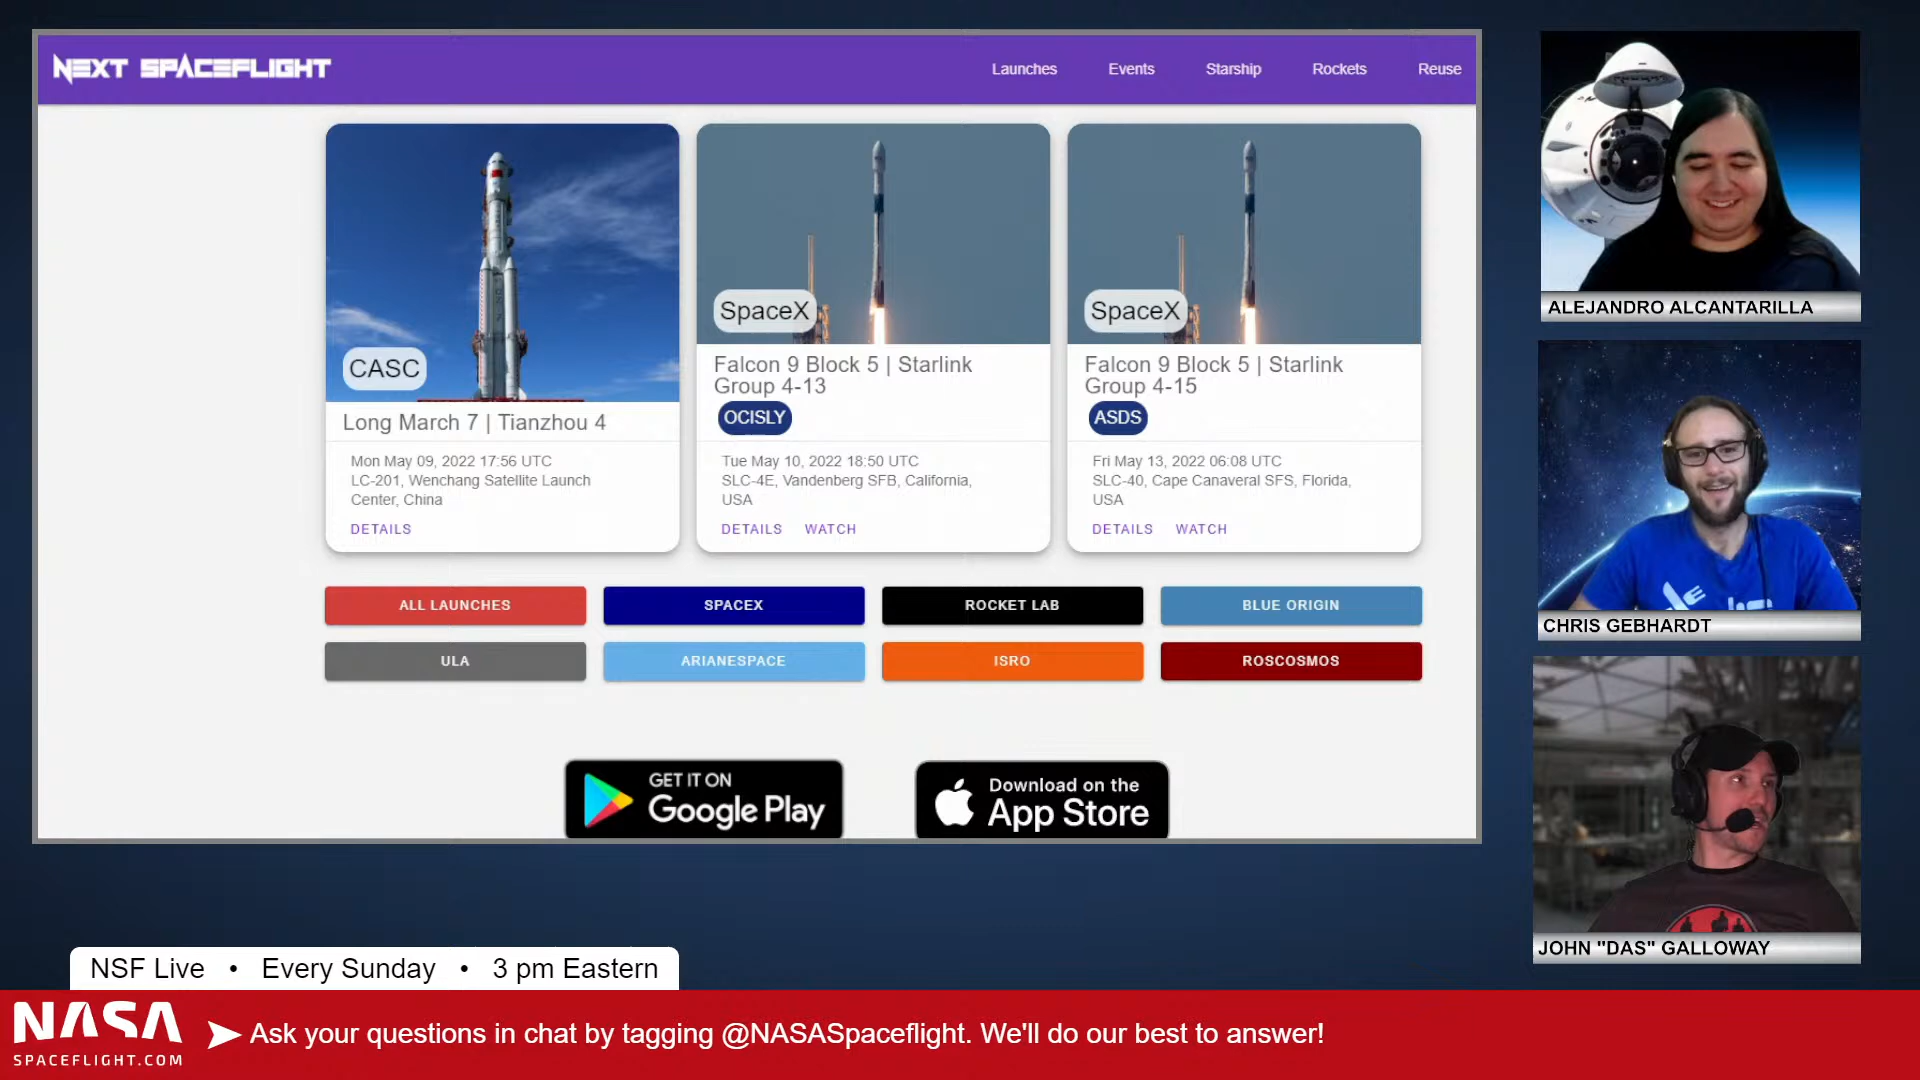 NEXT SPACEFLIGHT
Launches Events Starship Rockets Reuse
CASC
Long March 7 | Tianzhou 4
Mon May 09, 2022 17:56 UTC
LC-201, Wenchang Satellite Launch
Center, China
DETAILS
SpaceX
Falcon 9 Block 5 | Starlink
Group 4-13
OCISLY
Tue May 10, 2022 18:50 UTC
SLC-4E, Vandenberg SFB, California,
USA
DETAILS WATCH
SpaceX
Falcon 9 Block 5 | Starlink
Group 4-15
ASDS
Fri May 13, 2022 06:08 UTC
SLC-40, Cape Canaveral SFS, Florida,
USA
DETAILS WATCH
ALL LAUNCHES SPACEX ROCKET LAB BLUE ORIGIN
ULA ARIANESPACE ISRO ROSCOSMOS
GET IT ON
Google Play
Download on the
App Store
ALEJANDRO ALCANTARILLA
CHRIS GEBHARDT
JOHN "DAS" GALLOWAY
NSF Live • Every Sunday • 3 pm Eastern
NASA
SPACEFLIGHT.COM
Ask your questions in chat by tagging @NASASpaceflight. We'll do our best to answer!